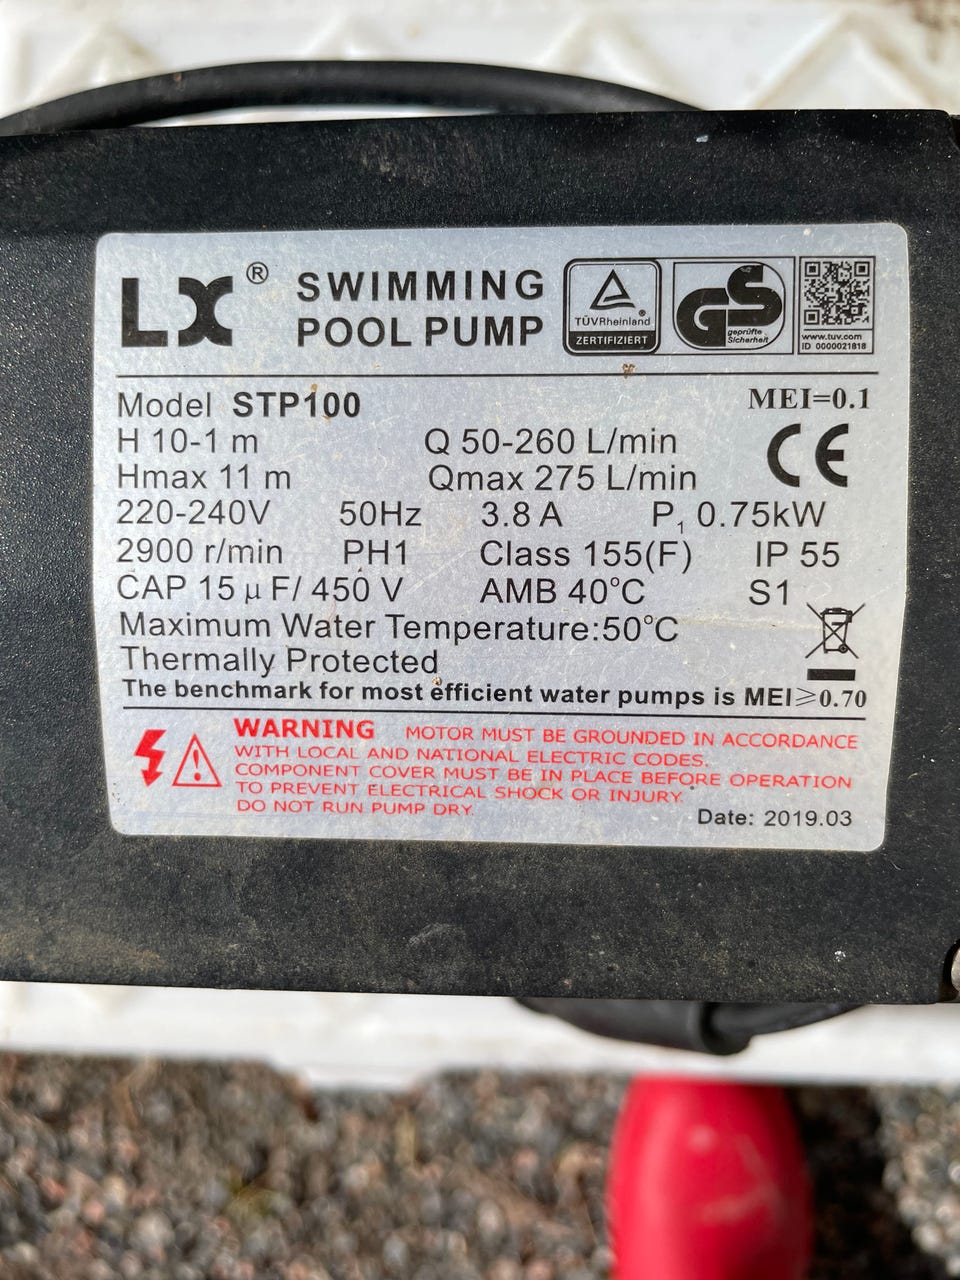 LX® SWIMMING POOL PUMP
TÜVRheinland®
ZERTIFIZIERT
GS
geprüfte
Sicherheit
www.tuv.com
ID 0000021818
Model STP100 MEI=0.1
H 10-1 m Q 50-260 L/min CE
Hmax 11 m Qmax 275 L/min
220-240V 50Hz 3.8 A P₁ 0.75kW
2900 r/min PH1 Class 155(F) IP 55
CAP 15 μ F/ 450 V AMB 40°C S1
Maximum Water Temperature:50°C
Thermally Protected
The benchmark for most efficient water pumps is MEI⩾0.70
WARNING MOTOR MUST BE GROUNDED IN ACCORDANCE
WITH LOCAL AND NATIONAL ELECTRIC CODES.
COMPONENT COVER MUST BE IN PLACE BEFORE OPERATION
TO PREVENT ELECTRICAL SHOCK OR INJURY.
DO NOT RUN PUMP DRY.
Date: 2019.03